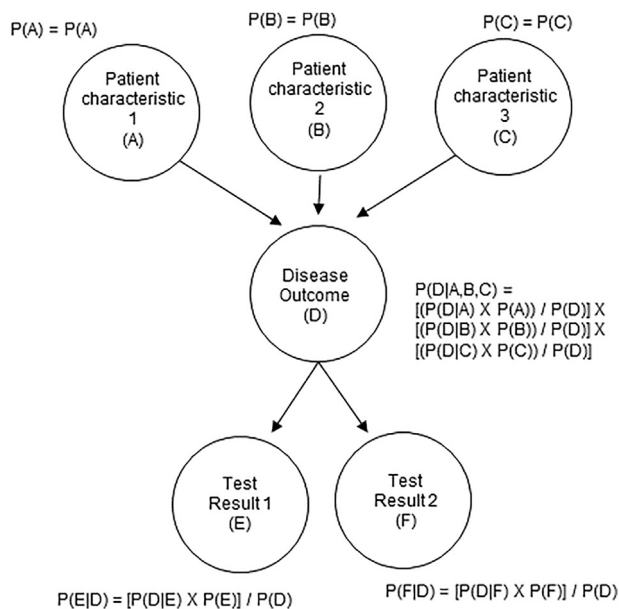 P(A) = P(A)
P(B) = P(B)
P(C) = P(C)
Patient
characteristic
1
(A)
Patient
characteristic
2
(B)
Patient
characteristic
3
(C)
Disease
Outcome
(D)
P(D|A,B,C) =
[(P(D|A) X P(A)) / P(D)] X
[(P(D|B) X P(B)) / P(D)] X
[(P(D|C) X P(C)) / P(D)]
Test
Result 1
(E)
Test
Result 2
(F)
P(E|D) = [P(D|E) X P(E)] / P(D)
P(F|D) = [P(D|F) X P(F)] / P(D)